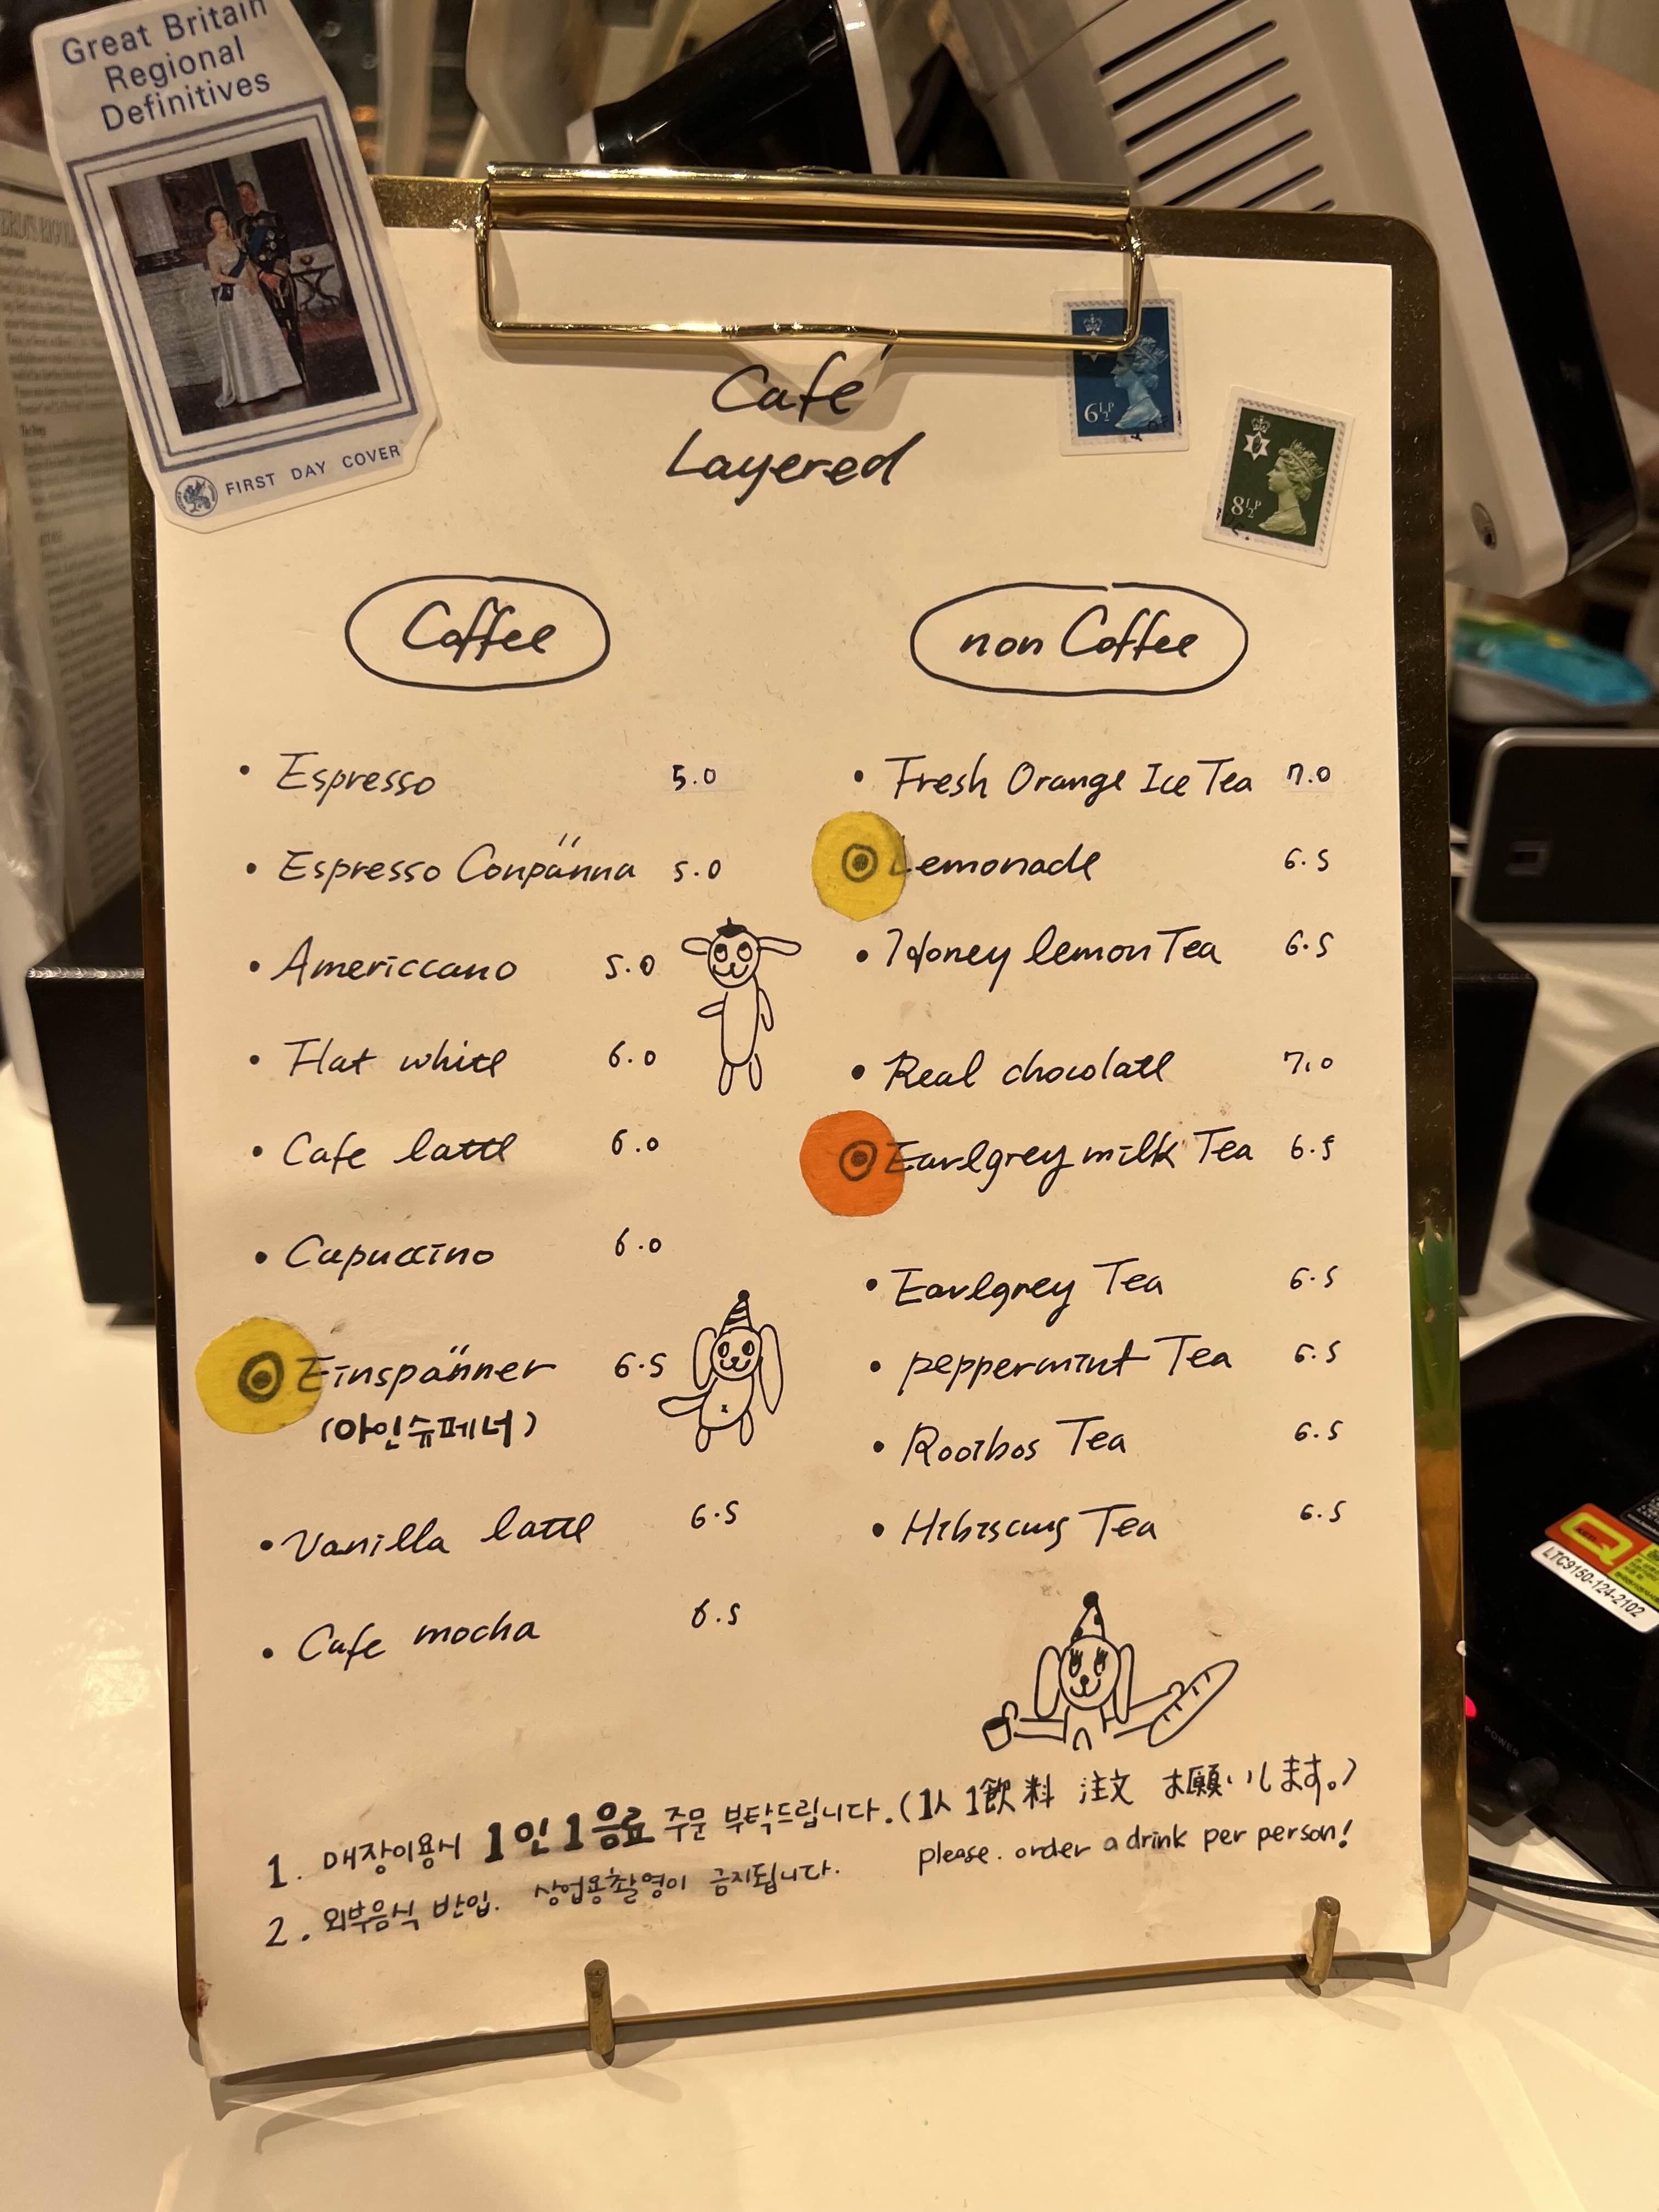 Great Britain
Regional
Definitives
FIRST DAY COVER
6½P
8½P
Café
Layered
Coffee
• Espresso 5.0
• Espresso Conpänna 5.0
• Americcano 5.0
• Flat white 6.0
• Cafe latte 6.0
• Capuccino 6.0
Einspänner 6.5
(아인슈페너)
• Vanilla latte 6.5
• Cafe mocha 6.5
non Coffee
• Fresh Orange Ice Tea 7.0
Lemonade 6.5
• Honey lemon Tea 6.5
• Real chocolate 7.0
Earlgrey milk Tea 6.5
• Earlgrey Tea 6.5
• peppermint Tea 6.5
• Rooibos Tea 6.5
• Hibiscus Tea 6.5
1. 매장이용시 1인 1음료 주문 부탁드립니다. (1人 1飲料 注文 お願いします。)
please. order a drink per person!
2. 외부음식 반입. 상업용촬영이 금지됩니다.
LTC9150-124-2102
POWER